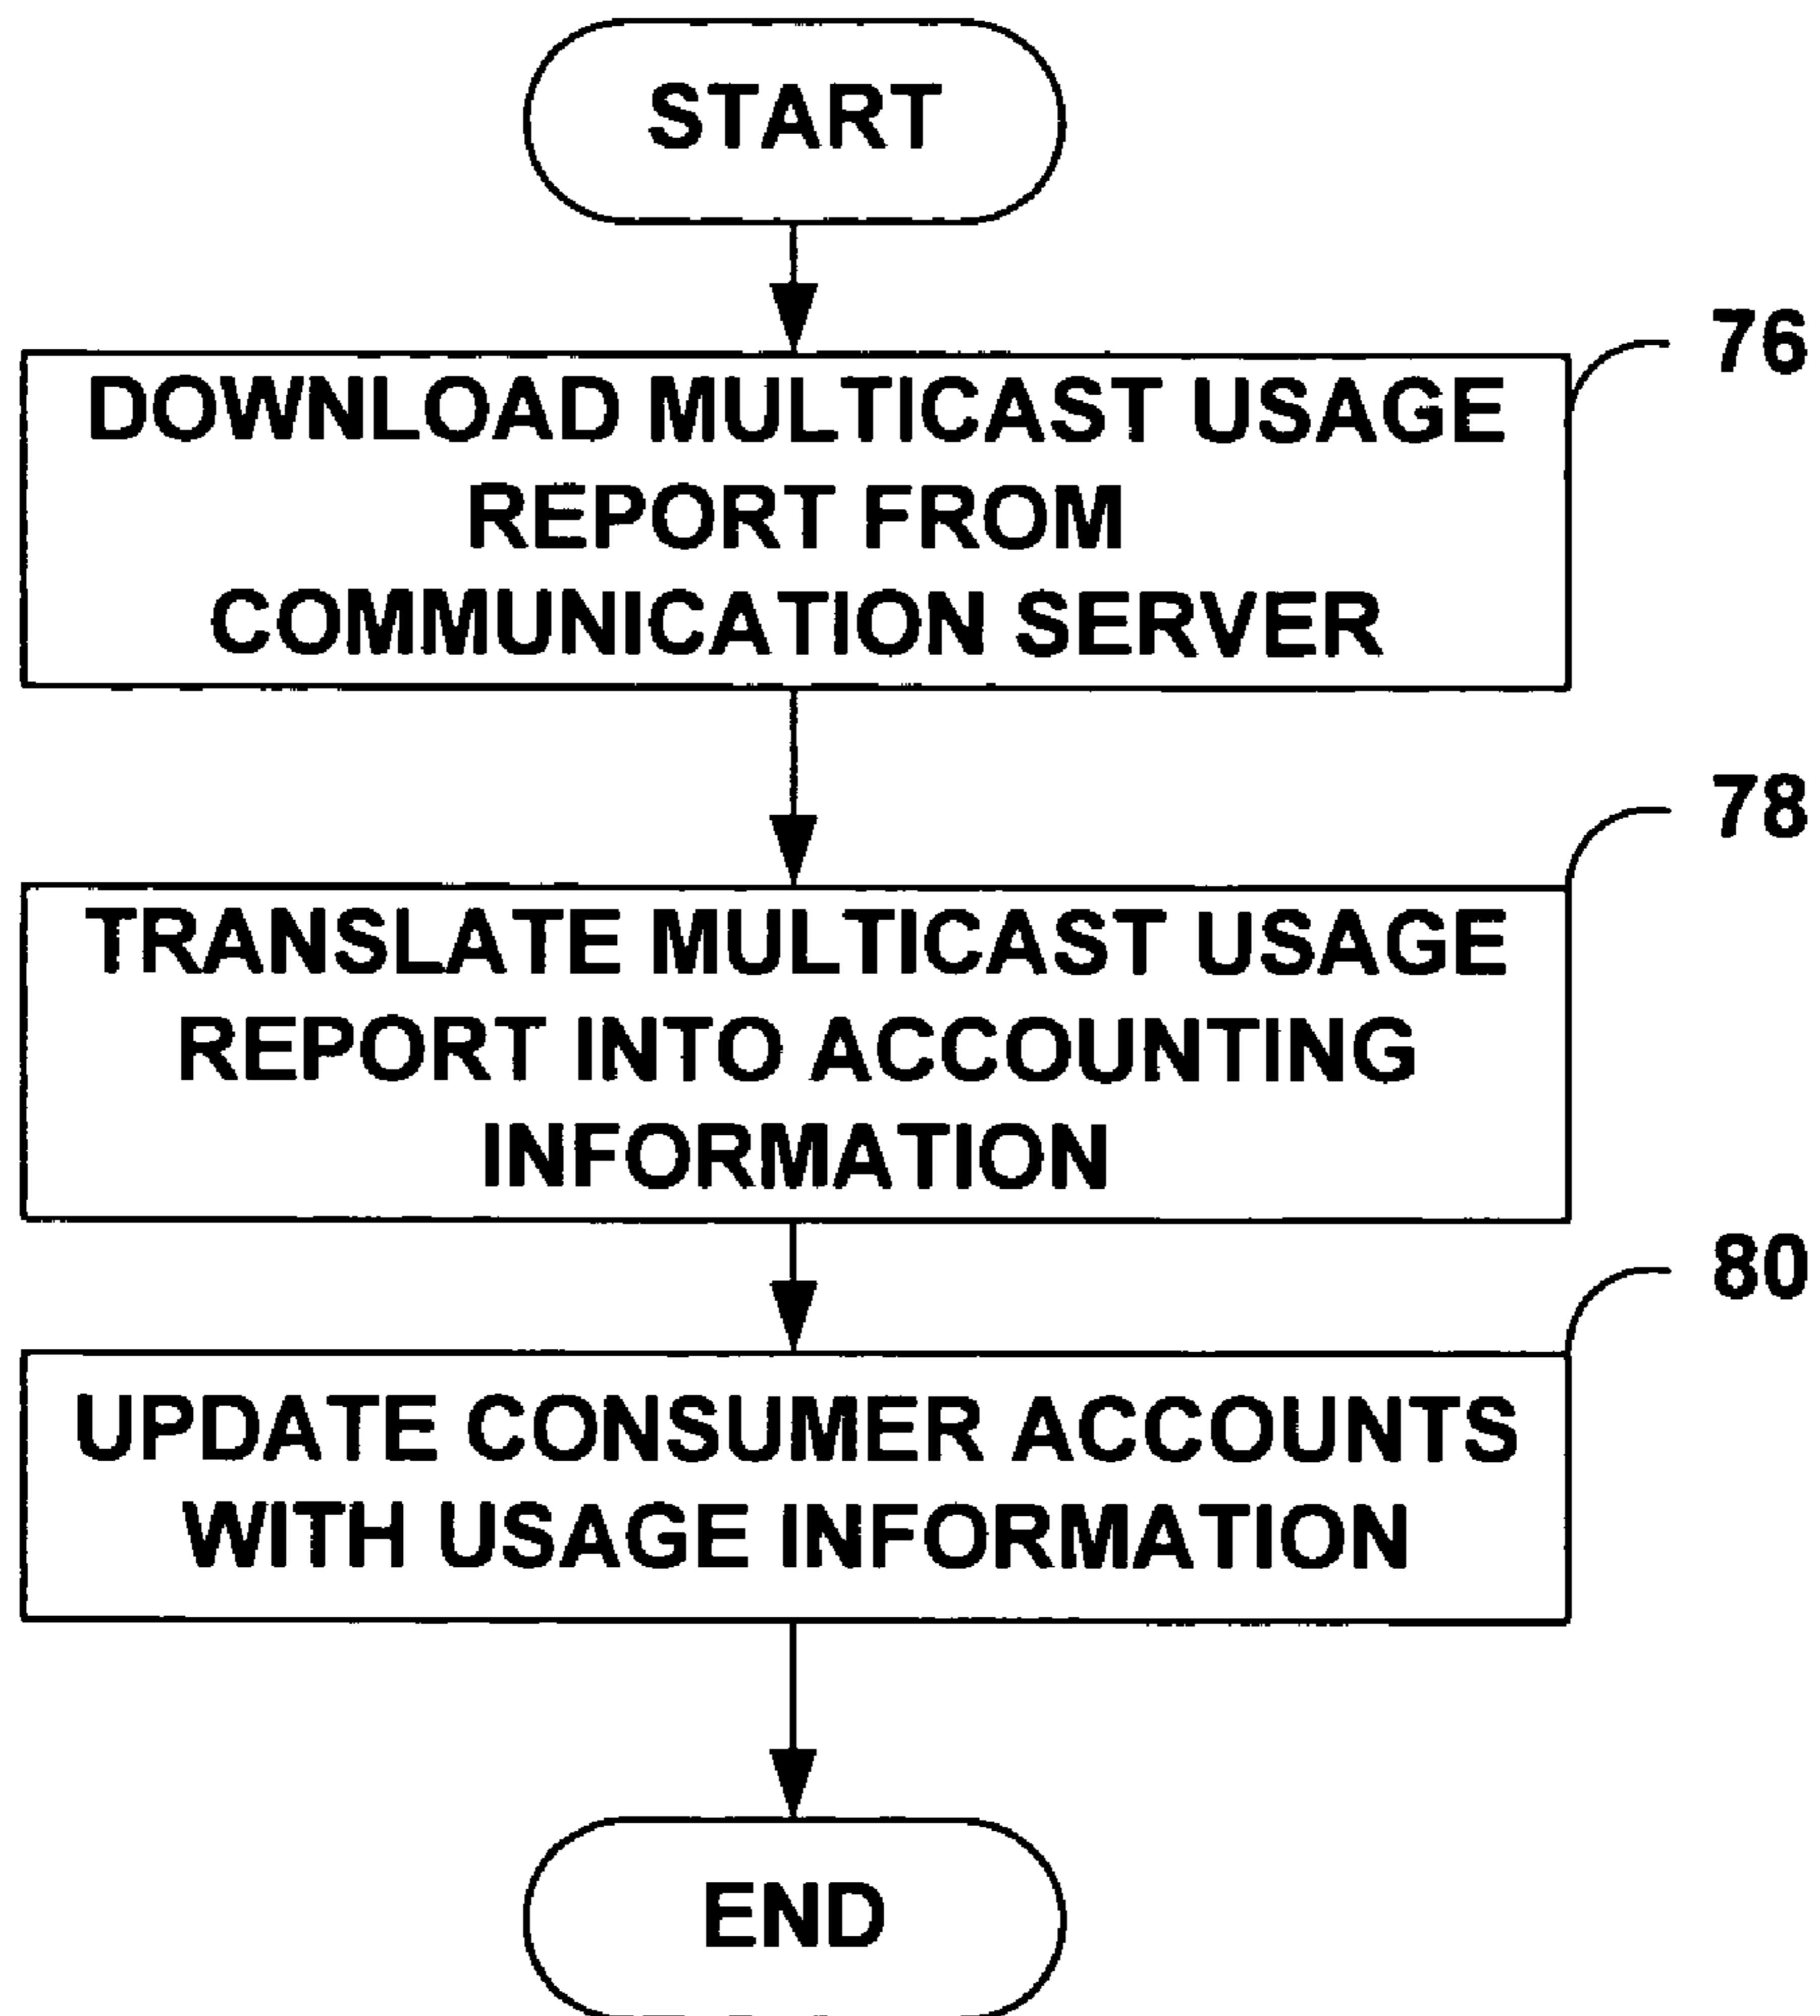 START
76
DOWNLOAD MULTICAST USAGE
REPORT FROM
COMMUNICATION SERVER
78
TRANSLATE MULTICAST USAGE
REPORT INTO ACCOUNTING
INFORMATION
80
UPDATE CONSUMER ACCOUNTS
WITH USAGE INFORMATION
END